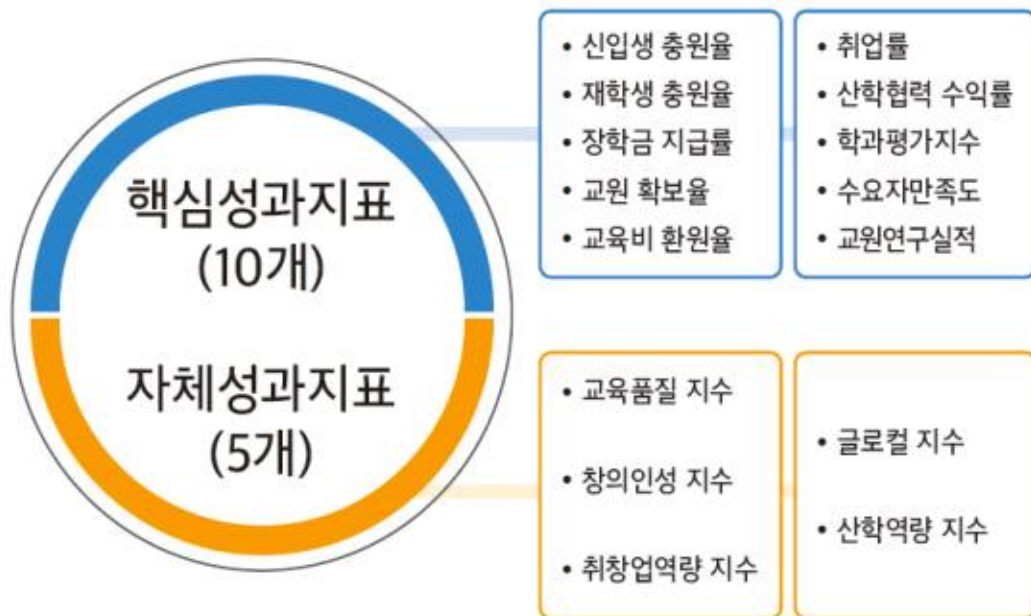 핵심성과지표
(10개)
• 신입생 충원율
• 재학생 충원율
• 장학금 지급률
• 교원 확보율
• 교육비 환원율
• 취업률
• 산학협력 수익률
• 학과평가지수
• 수요자만족도
• 교원연구실적
자체성과지표
(5개)
• 교육품질 지수
• 창의인성 지수
• 취창업역량 지수
• 글로컬 지수
• 산학역량 지수